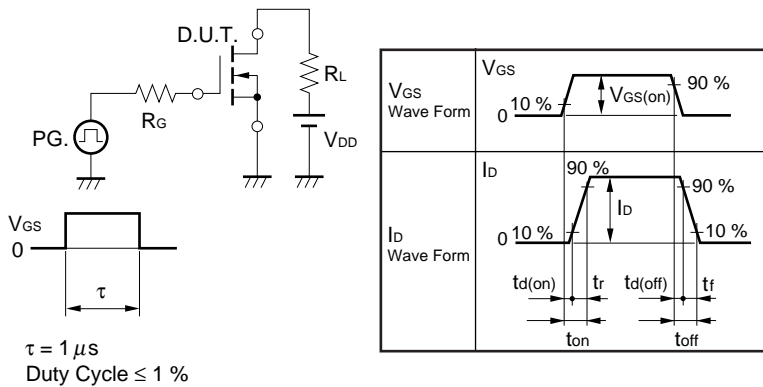 D.U.T.
RL
RG
PG.
VDD
VGS
0
τ
τ = 1 μs
Duty Cycle ≤ 1 %
VGS
Wave Form
VGS
10 %
0
VGS(on)
90 %
ID
Wave Form
ID
90 %
90 %
ID
0 10 %
10 %
td(on) tr td(off) tf
ton toff